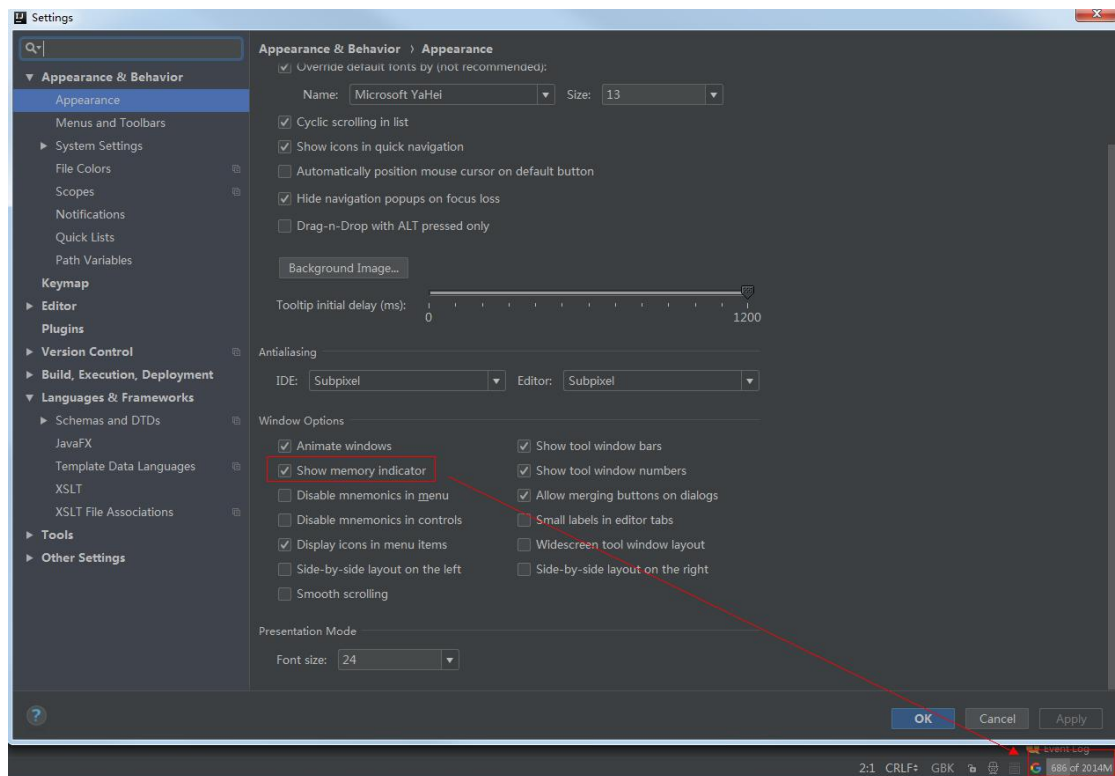 Settings
Appearance & Behavior
Appearance
Menus and Toolbars
System Settings
File Colors
Scopes
Notifications
Quick Lists
Path Variables
Keymap
Editor
Plugins
Version Control
Build, Execution, Deployment
Languages & Frameworks
Schemas and DTDs
JavaFX
Template Data Languages
XSLT
XSLT File Associations
Tools
Other Settings
Appearance & Behavior › Appearance
Override default fonts by (not recommended):
Name: Microsoft YaHei Size: 13
Cyclic scrolling in list
Show icons in quick navigation
Automatically position mouse cursor on default button
Hide navigation popups on focus loss
Drag-n-Drop with ALT pressed only
Background Image...
Tooltip initial delay (ms):
0 1200
Antialiasing
IDE: Subpixel Editor: Subpixel
Window Options
Animate windows Show tool window bars
Show memory indicator Show tool window numbers
Disable mnemonics in menu Allow merging buttons on dialogs
Disable mnemonics in controls Small labels in editor tabs
Display icons in menu items Widescreen tool window layout
Side-by-side layout on the left Side-by-side layout on the right
Smooth scrolling
Presentation Mode
Font size: 24
? OK Cancel Apply
Event Log
2:1 CRLF GBK G 686 of 2014M